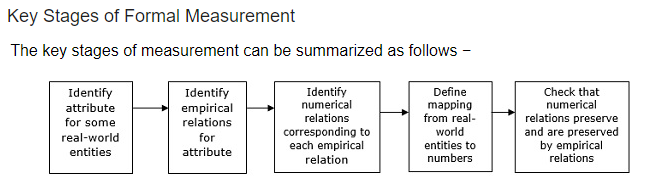 Key Stages of Formal Measurement
The key stages of measurement can be summarized as follows −
Identify
attribute
for some
real-world
entities
Identify
empirical
relations
for
attribute
Identify
numerical
relations
corresponding to
each empirical
relation
Define
mapping
from real-
world
entities to
numbers
Check that
numerical
relations preserve
and are preserved
by empirical
relations